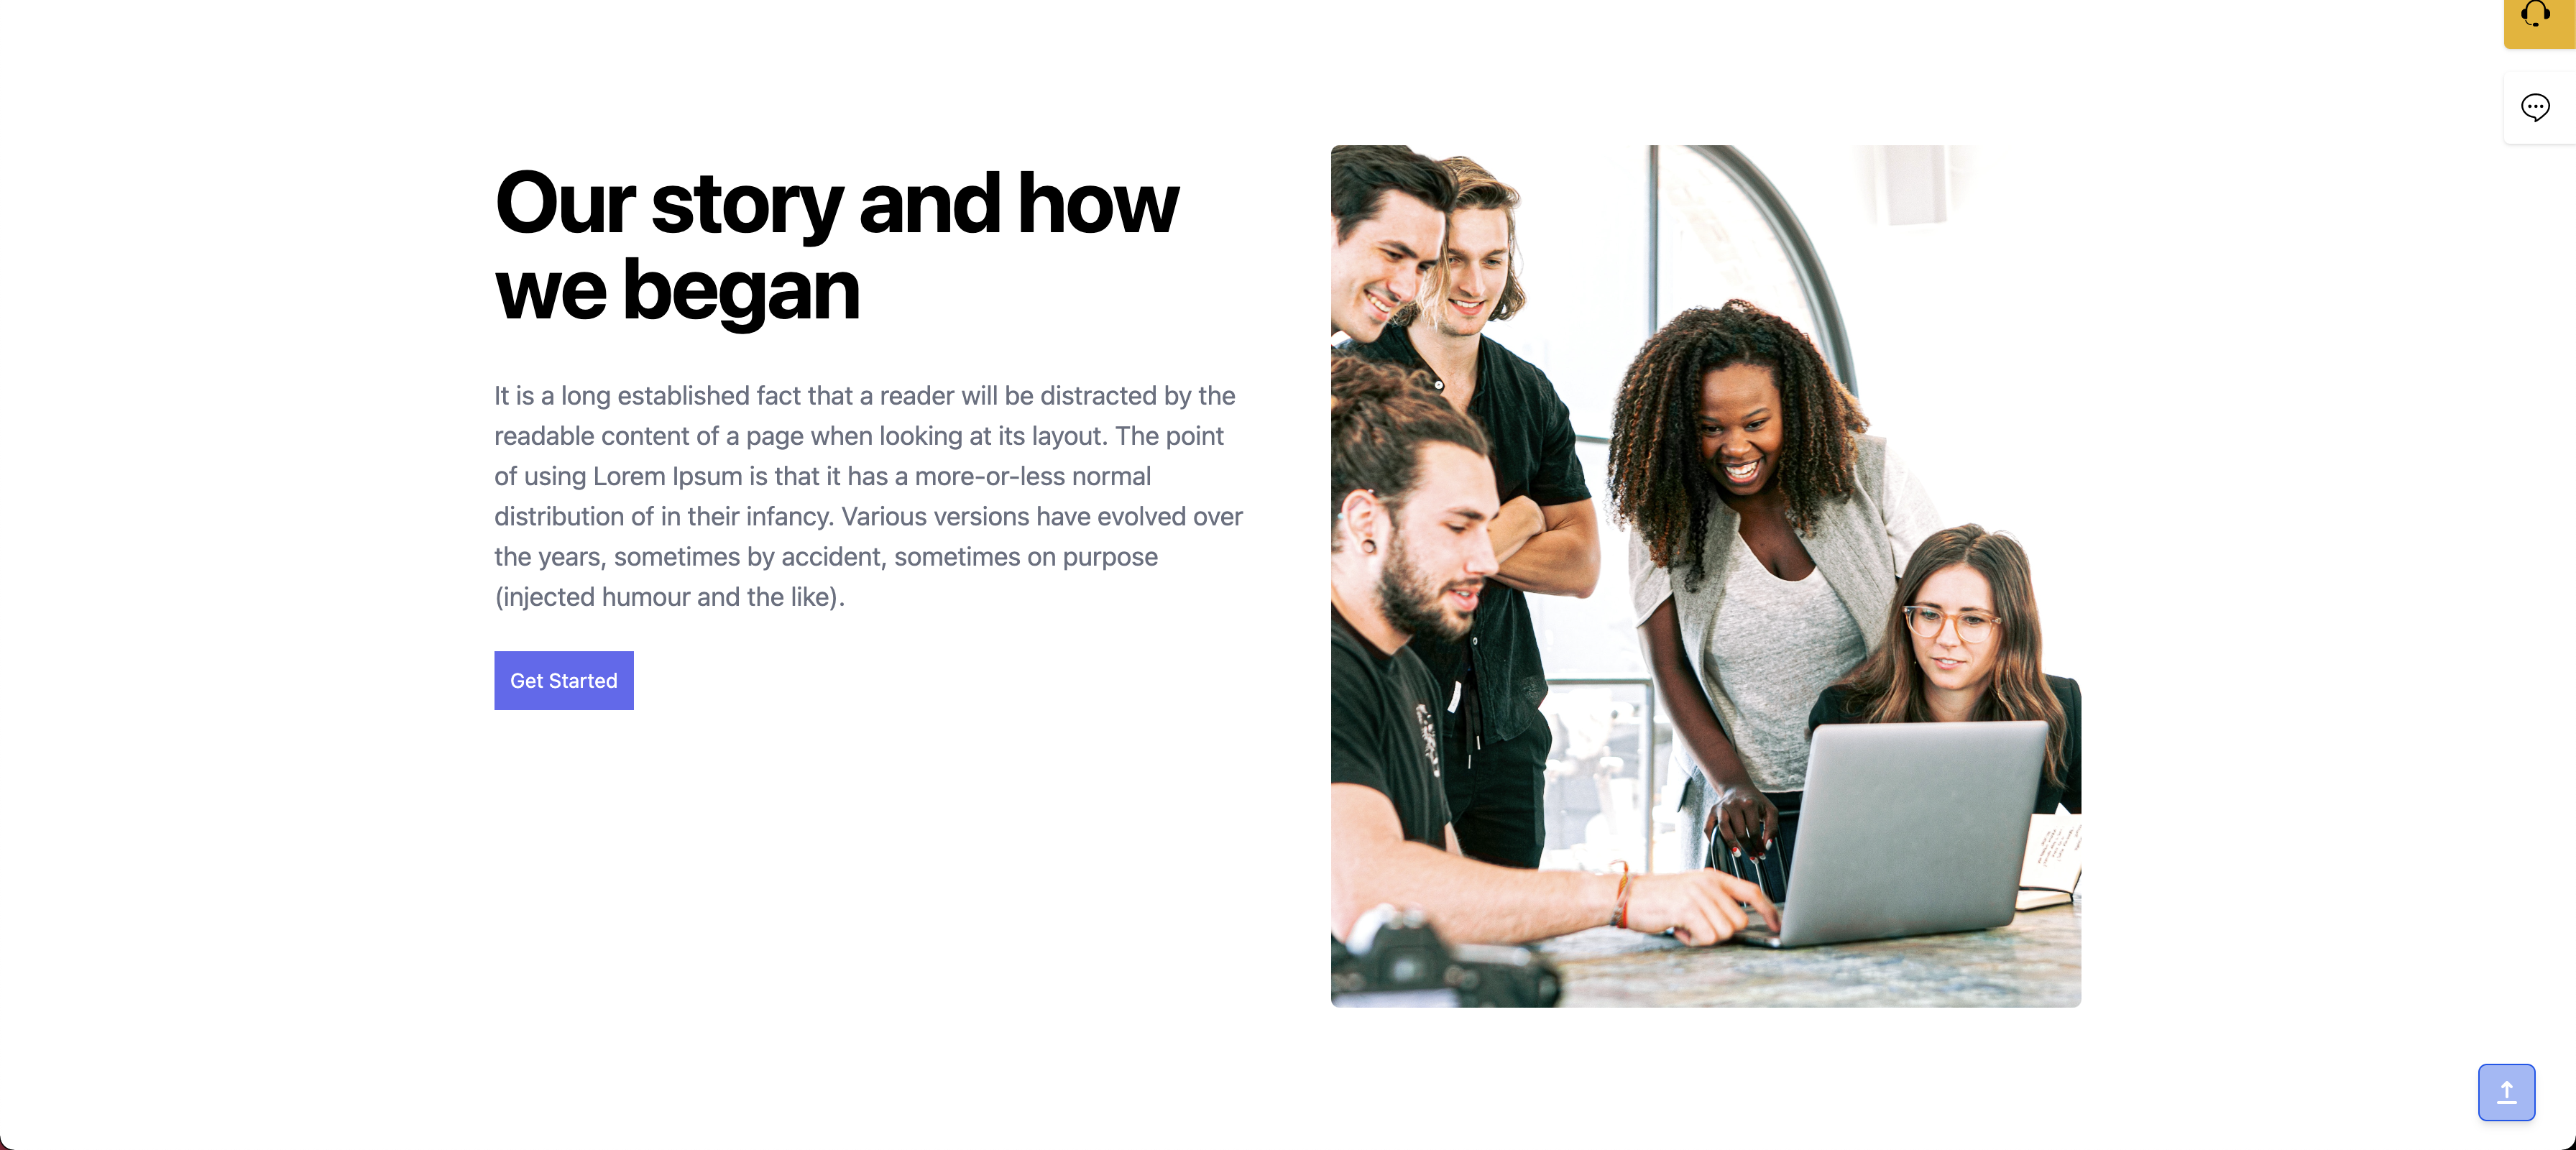 Our story and how
we began
It is a long established fact that a reader will be distracted by the
readable content of a page when looking at its layout. The point
of using Lorem Ipsum is that it has a more-or-less normal
distribution of in their infancy. Various versions have evolved over
the years, sometimes by accident, sometimes on purpose
(injected humour and the like).
Get Started